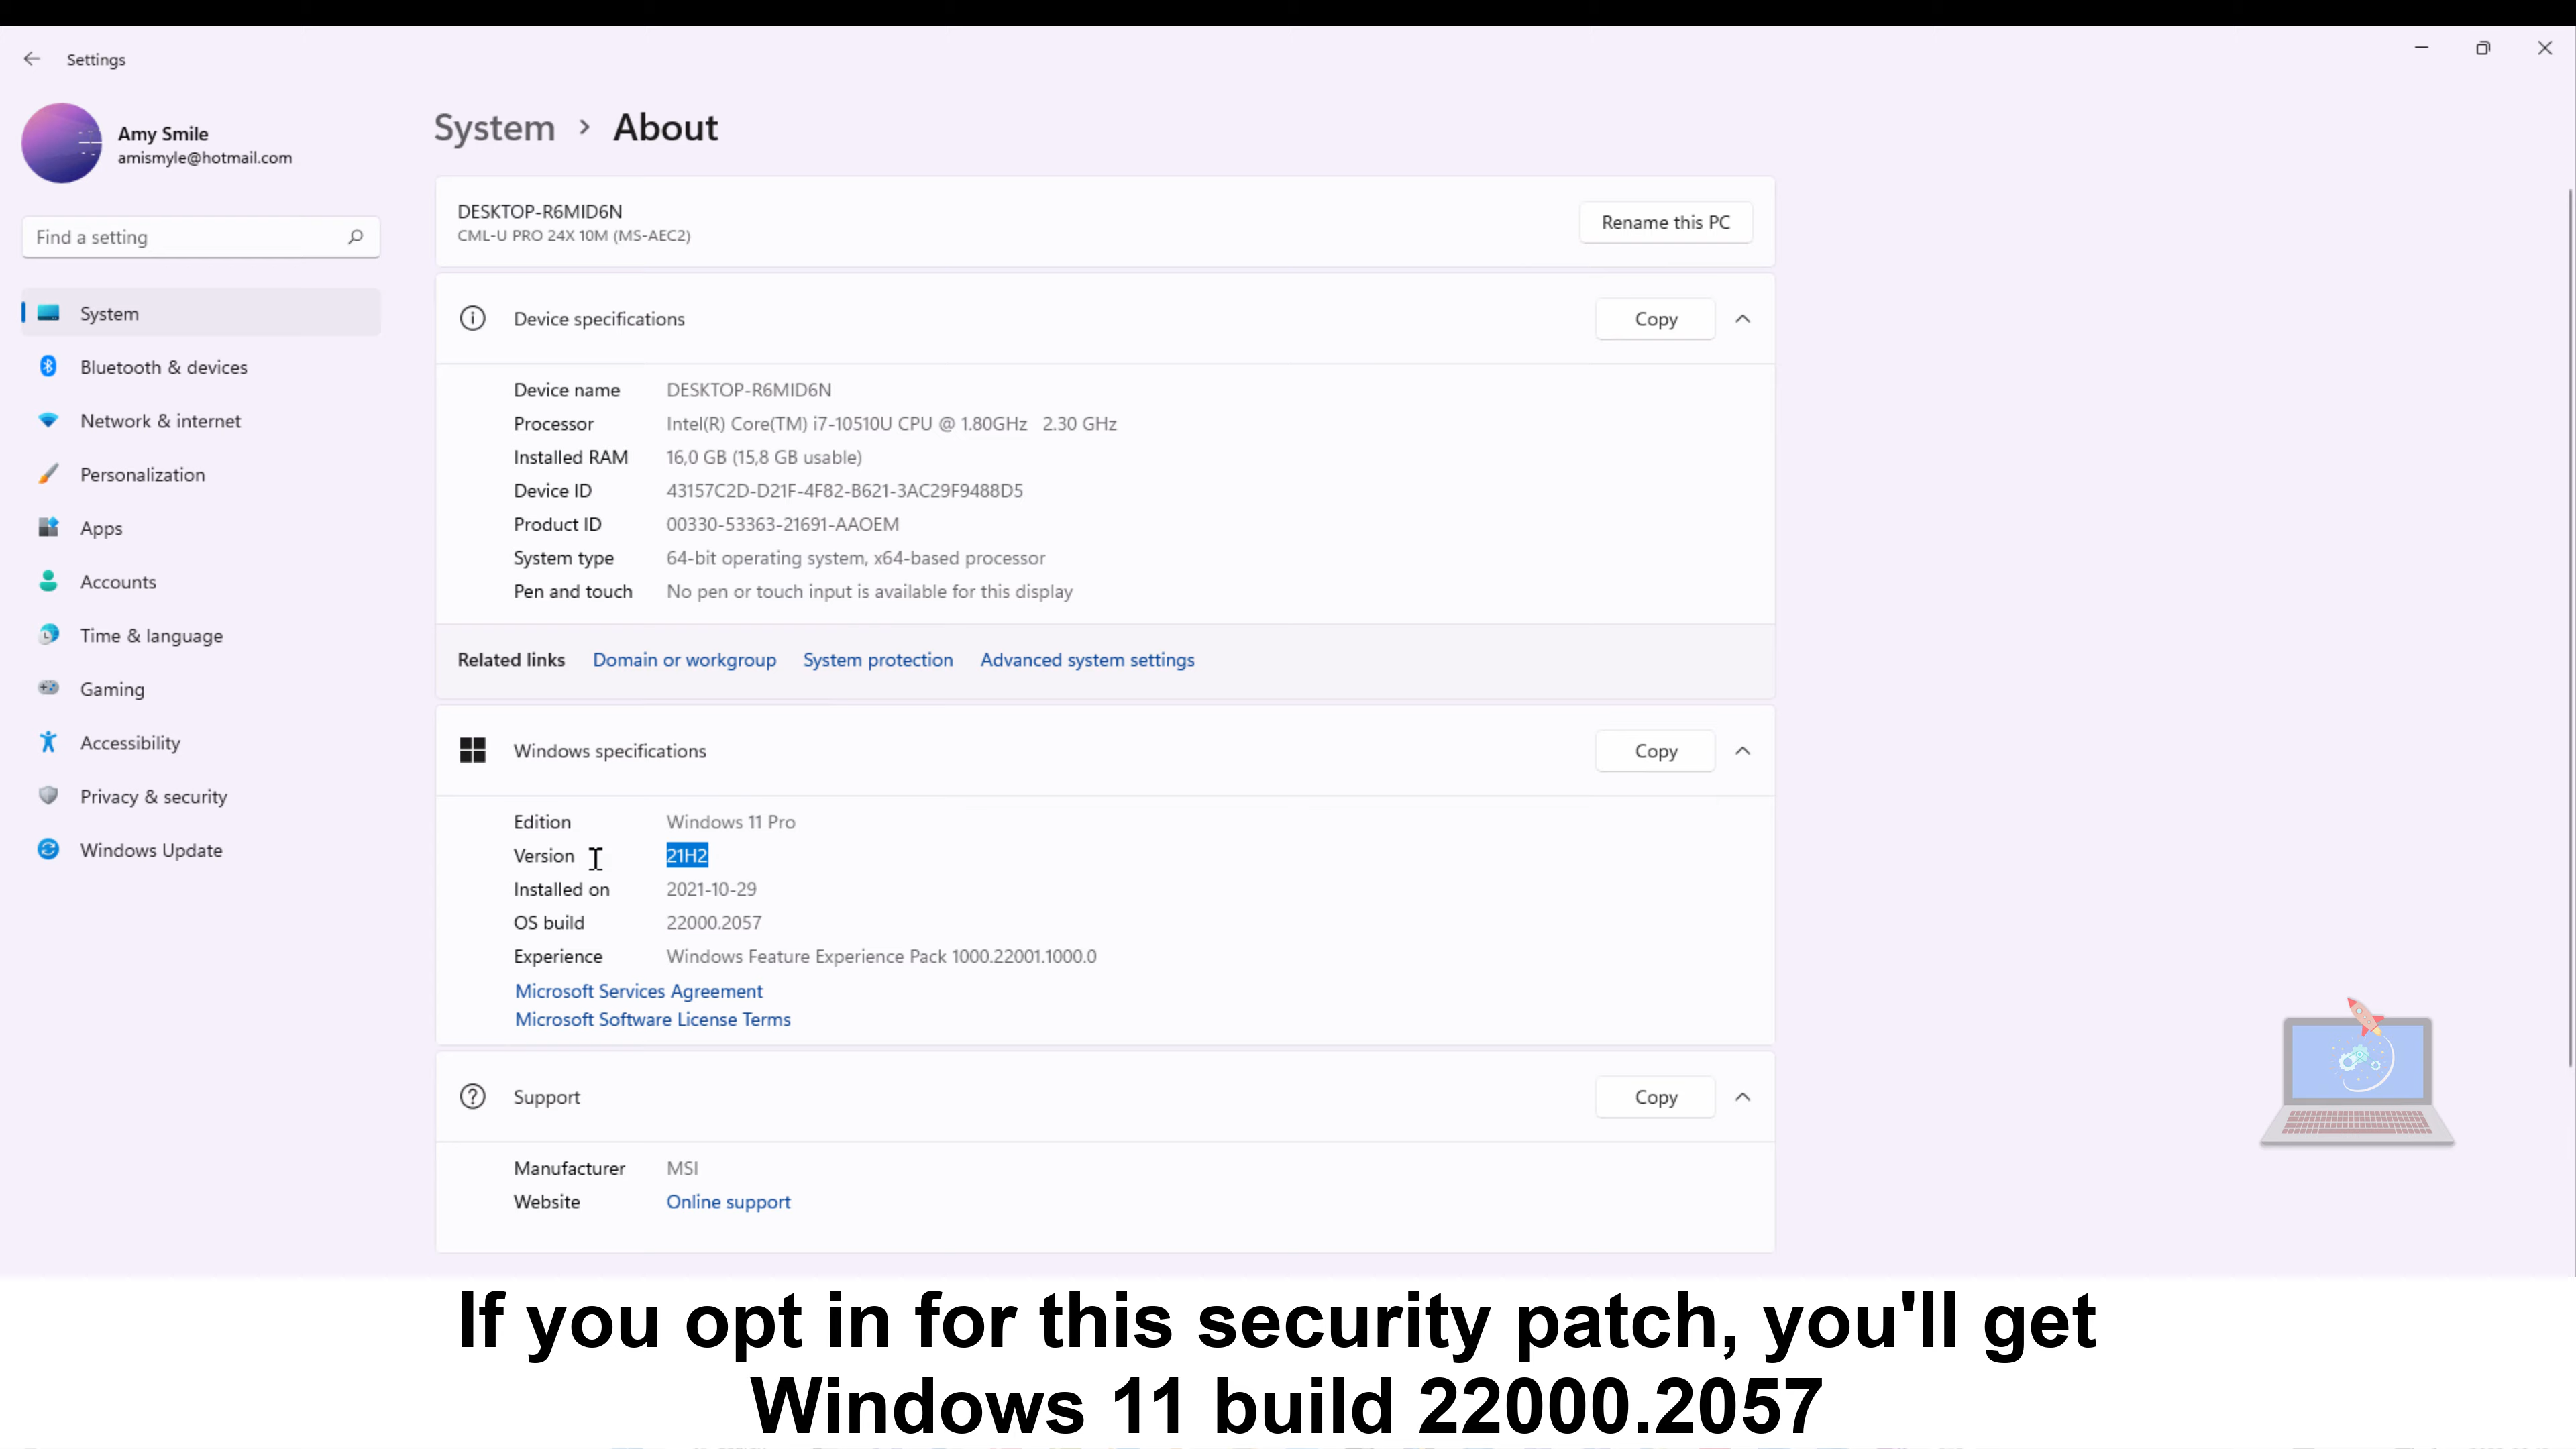 Settings
Amy Smile
amismyle@hotmail.com
Find a setting
System
Bluetooth & devices
Network & internet
Personalization
Apps
Accounts
Time & language
Gaming
Accessibility
Privacy & security
Windows Update
System > About
DESKTOP-R6MID6N
CML-U PRO 24X 10M (MS-AEC2)
Rename this PC
Device specifications
Copy
Device name DESKTOP-R6MID6N
Processor Intel(R) Core(TM) i7-10510U CPU @ 1.80GHz 2.30 GHz
Installed RAM 16,0 GB (15,8 GB usable)
Device ID 43157C2D-D21F-4F82-B621-3AC29F9488D5
Product ID 00330-53363-21691-AAOEM
System type 64-bit operating system, x64-based processor
Pen and touch No pen or touch input is available for this display
Related links Domain or workgroup System protection Advanced system settings
Windows specifications
Copy
Edition Windows 11 Pro
Version 21H2
Installed on 2021-10-29
OS build 22000.2057
Experience Windows Feature Experience Pack 1000.22001.1000.0
Microsoft Services Agreement
Microsoft Software License Terms
Support
Copy
Manufacturer MSI
Website Online support
If you opt in for this security patch, you'll get
Windows 11 build 22000.2057